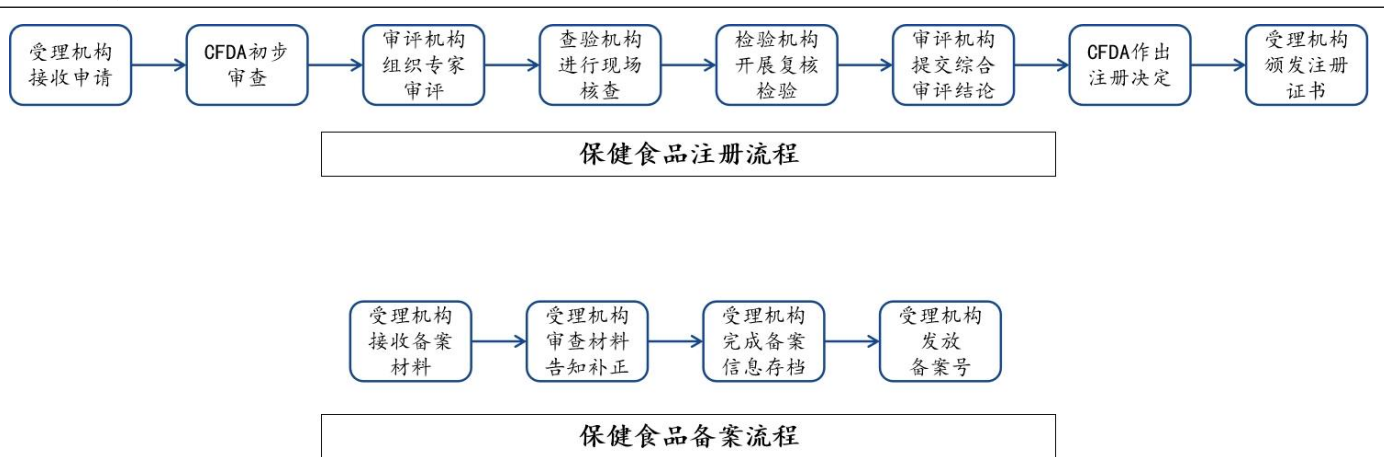 受理机构
接收申请
CFDA初步
审查
审评机构
组织专家
审评
查验机构
进行现场
核查
检验机构
开展复核
检验
审评机构
提交综合
审评结论
CFDA作出
注册决定
受理机构
颁发注册
证书
保健食品注册流程
受理机构
接收备案
材料
受理机构
审查材料
告知补正
受理机构
完成备案
信息存档
受理机构
发放
备案号
保健食品备案流程